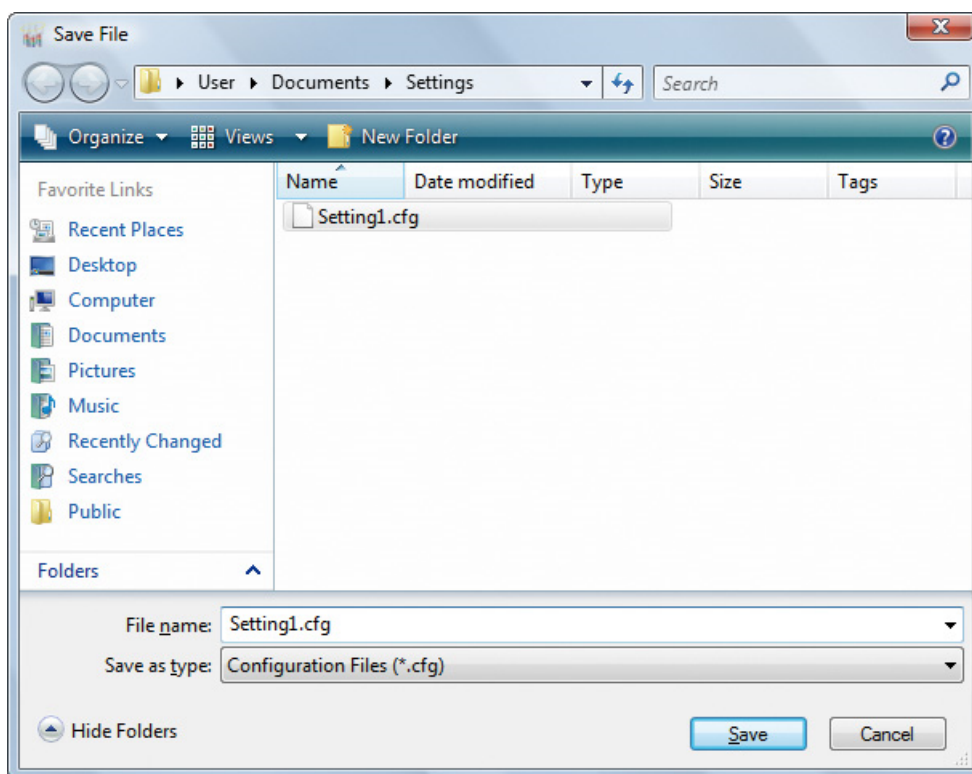 Save File
User Documents Settings Search
Organize Views New Folder
Favorite Links
Name Date modified Type Size Tags
Setting1.cfg
Recent Places
Desktop
Computer
Documents
Pictures
Music
Recently Changed
Searches
Public
Folders
File name: Setting1.cfg
Save as type: Configuration Files (*.cfg)
Hide Folders Save Cancel